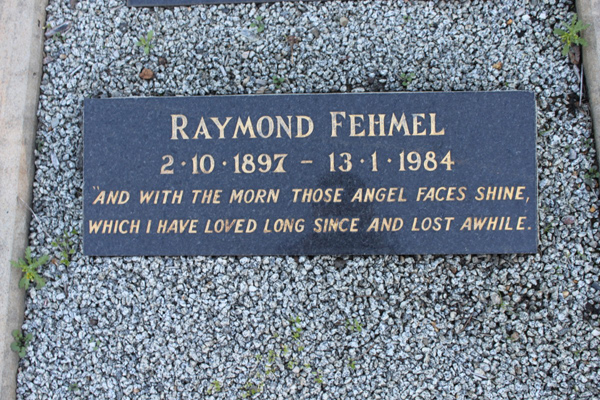 RAYMOND FEHMEL
2·10·1897 – 13·1·1984
"AND WITH THE MORN THOSE ANGEL FACES SHINE,
WHICH I HAVE LOVED LONG SINCE AND LOST AWHILE.